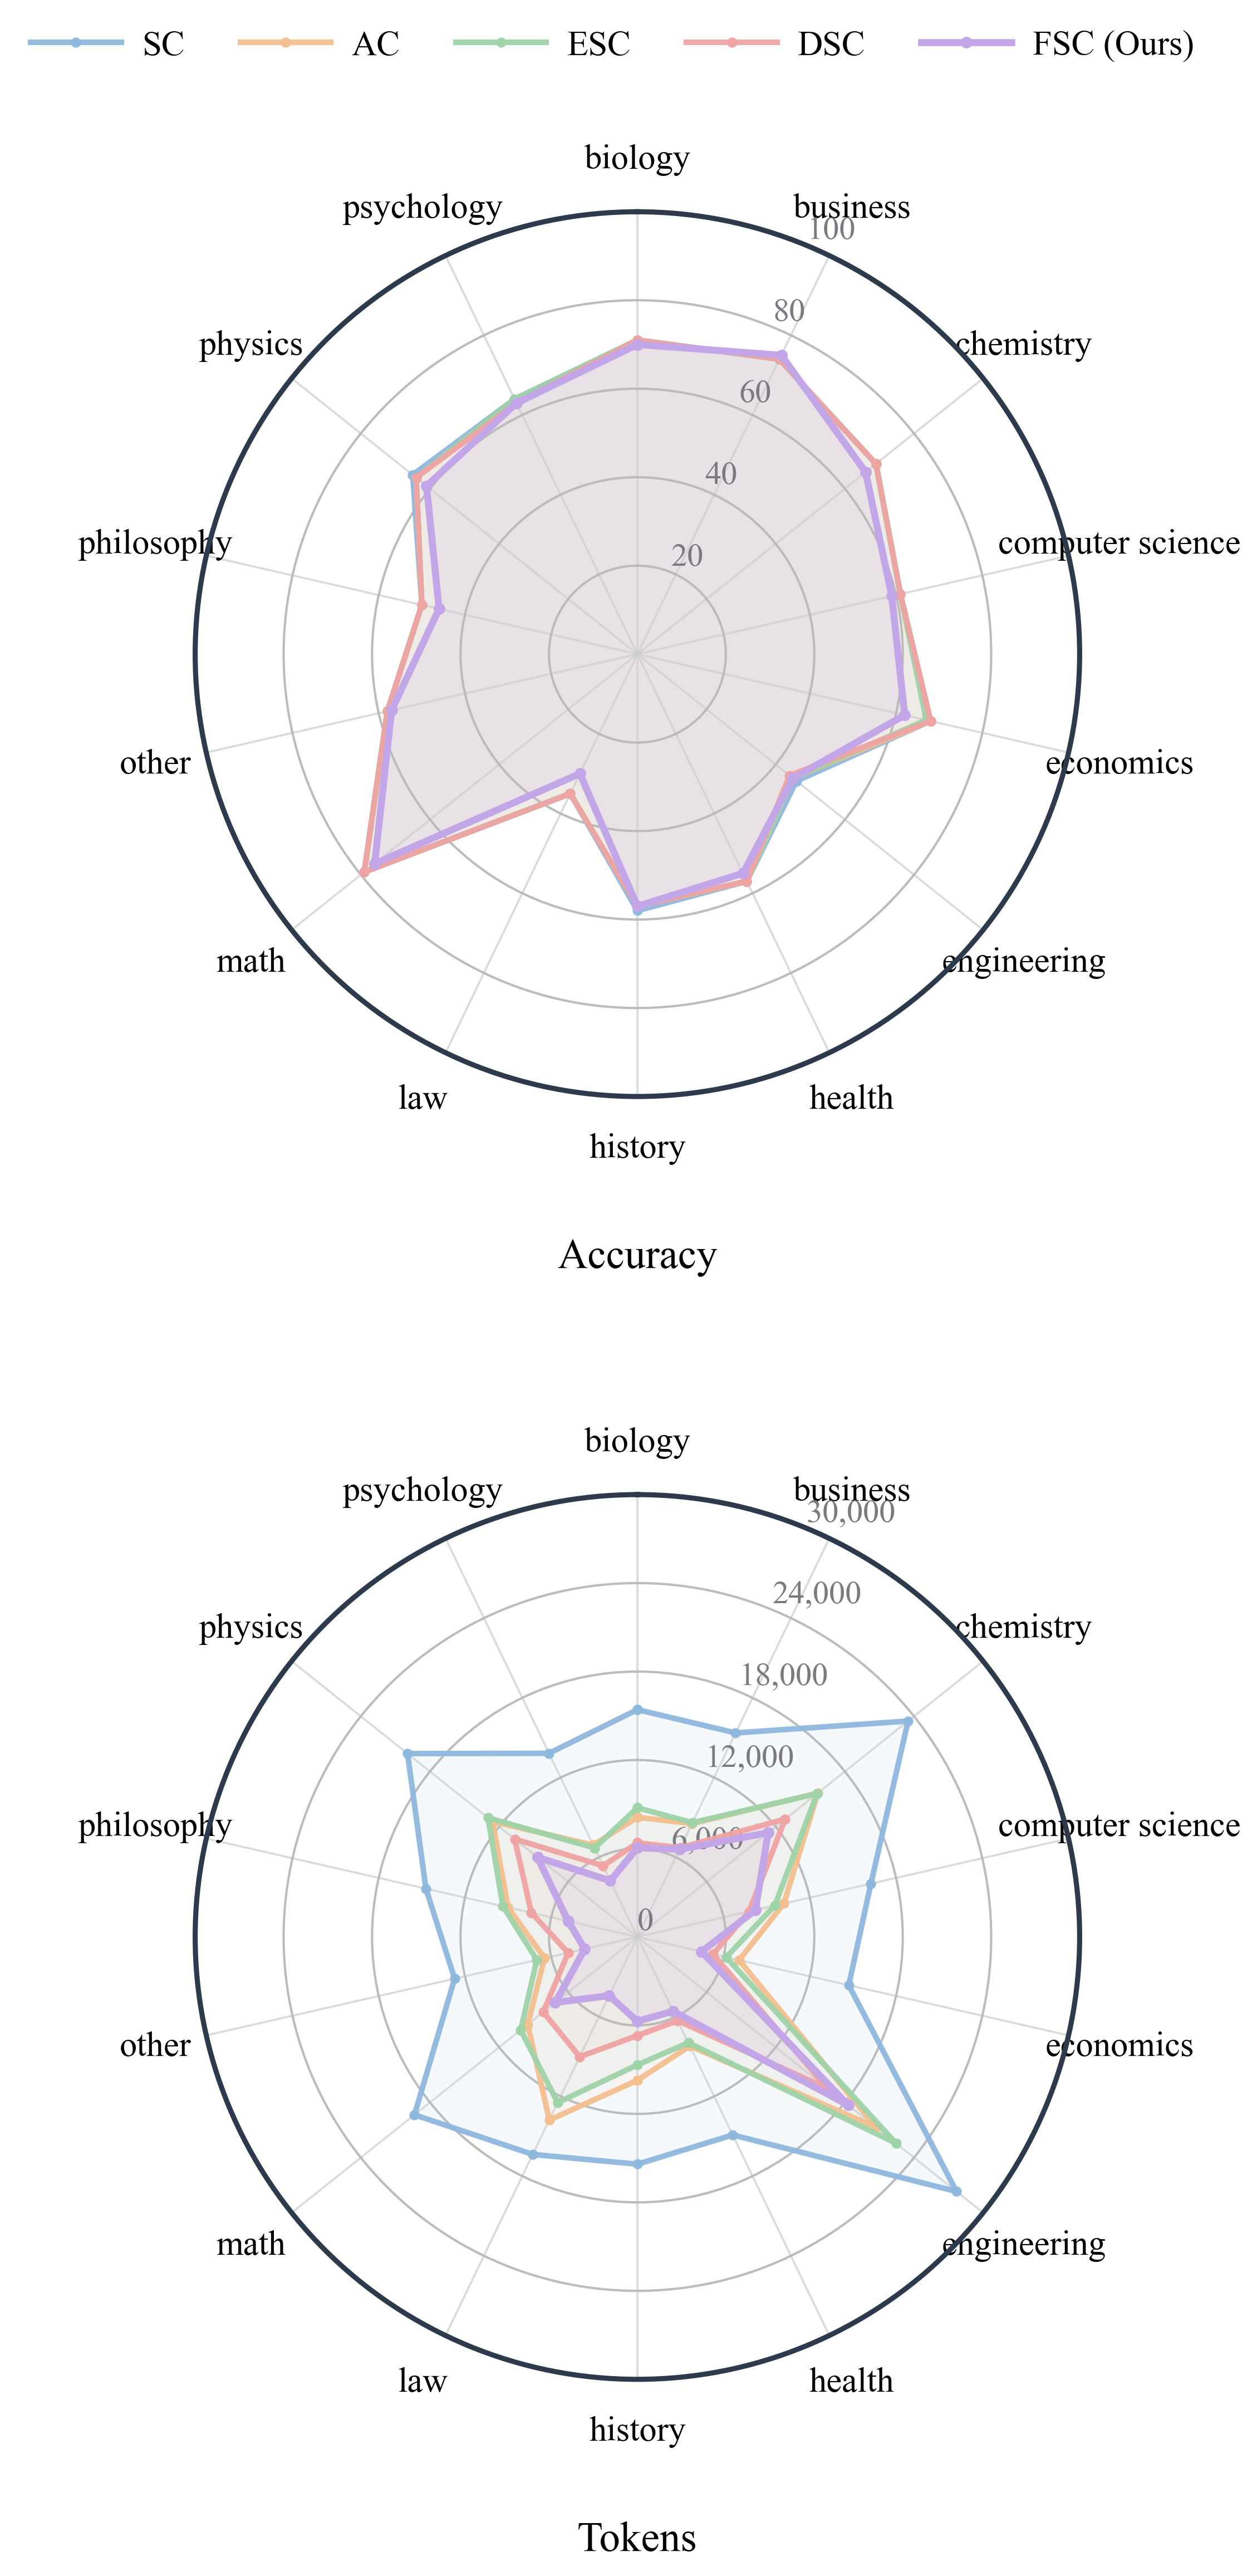 SC AC ESC DSC FSC (Ours)
biology
psychology business
100
80
physics chemistry
60
40
philosophy computer science
20
other economics
math engineering
law health
history
Accuracy
biology
psychology business
30,000
24,000
physics chemistry
18,000
12,000
philosophy computer science
6,000
0
other economics
math engineering
law health
history
Tokens